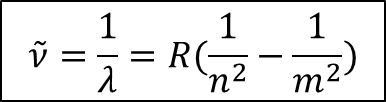 ν̃ = 1/λ = R(1/n² − 1/m²)